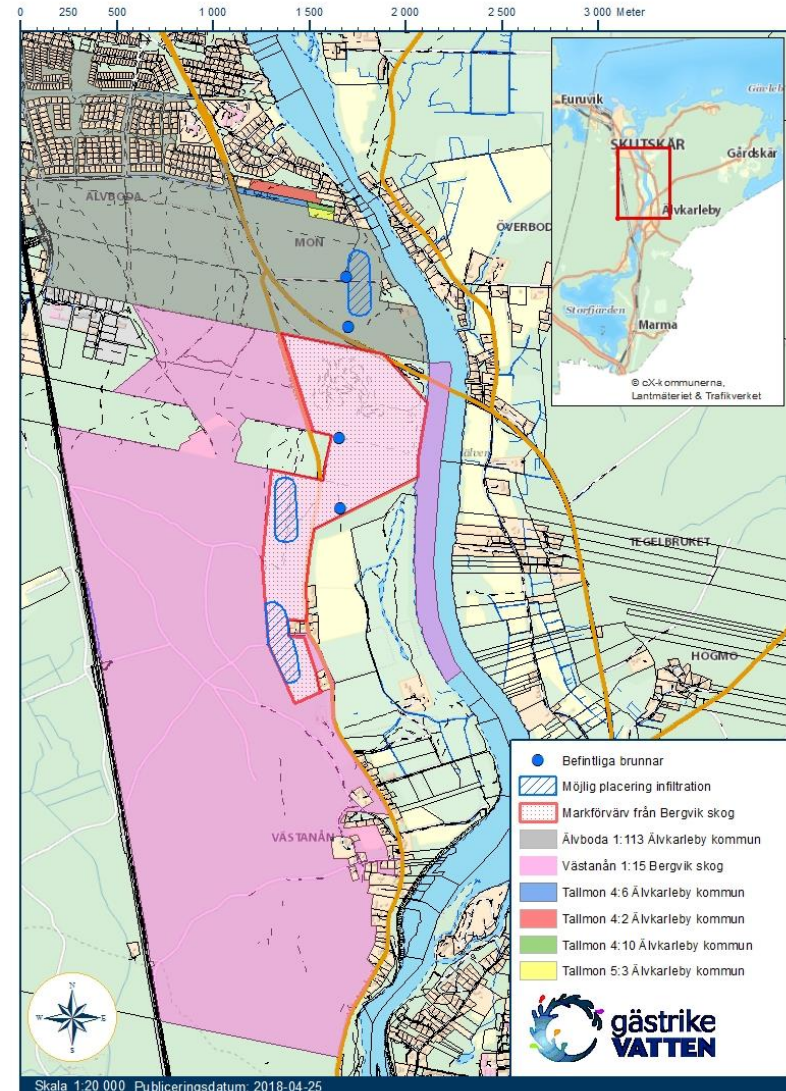 0 250 500 1 000 1 500 2 000 2 500 3 000 Meter
Furuvik
Gävleb
SKUTSKÄR
Gårdskär
Älvkarleby
Storfjärden
Marma
© cX-kommunerna,
Lantmäteriet & Trafikverket
ÄLVBODA
MON
ÖVERBOD
älven
TEGELBRUKET
HOGMO
VÄSTANÅN
Befintliga brunnar
Möjlig placering infiltration
Markförvärv från Bergvik skog
Älvboda 1:113 Älvkarleby kommun
Västanån 1:15 Bergvik skog
Tallmon 4:6 Älvkarleby kommun
Tallmon 4:2 Älvkarleby kommun
Tallmon 4:10 Älvkarleby kommun
Tallmon 5:3 Älvkarleby kommun
N
W E
S
gästrike
VATTEN
Skala 1:20 000 Publiceringsdatum: 2018-04-25